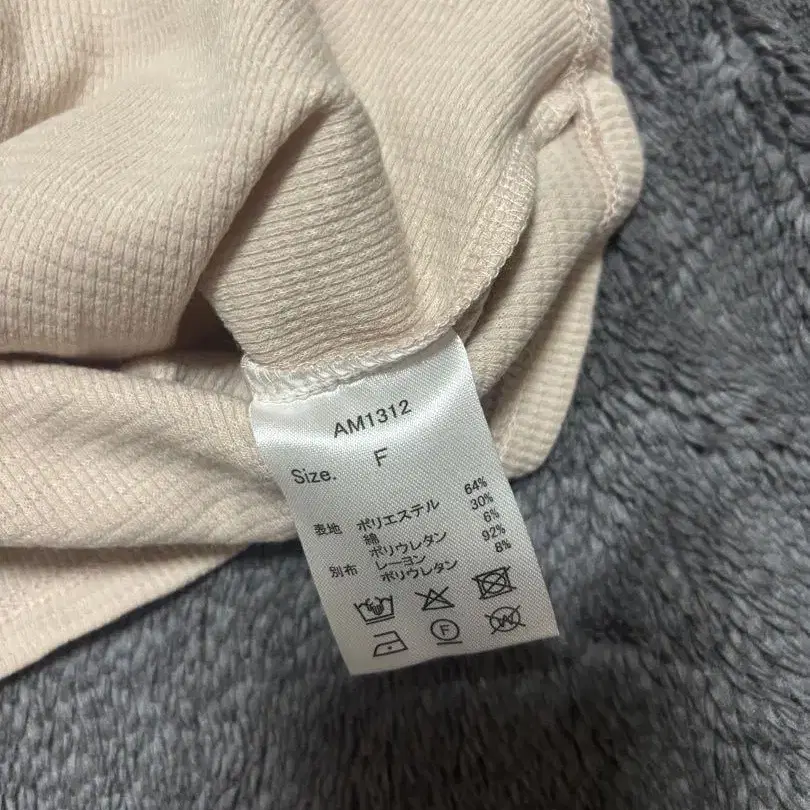 AM1312
Size. F
表地 ポリエステル 64%
綿 30%
ポリウレタン 6%
別布 レーヨン 92%
ポリウレタン 8%
F W